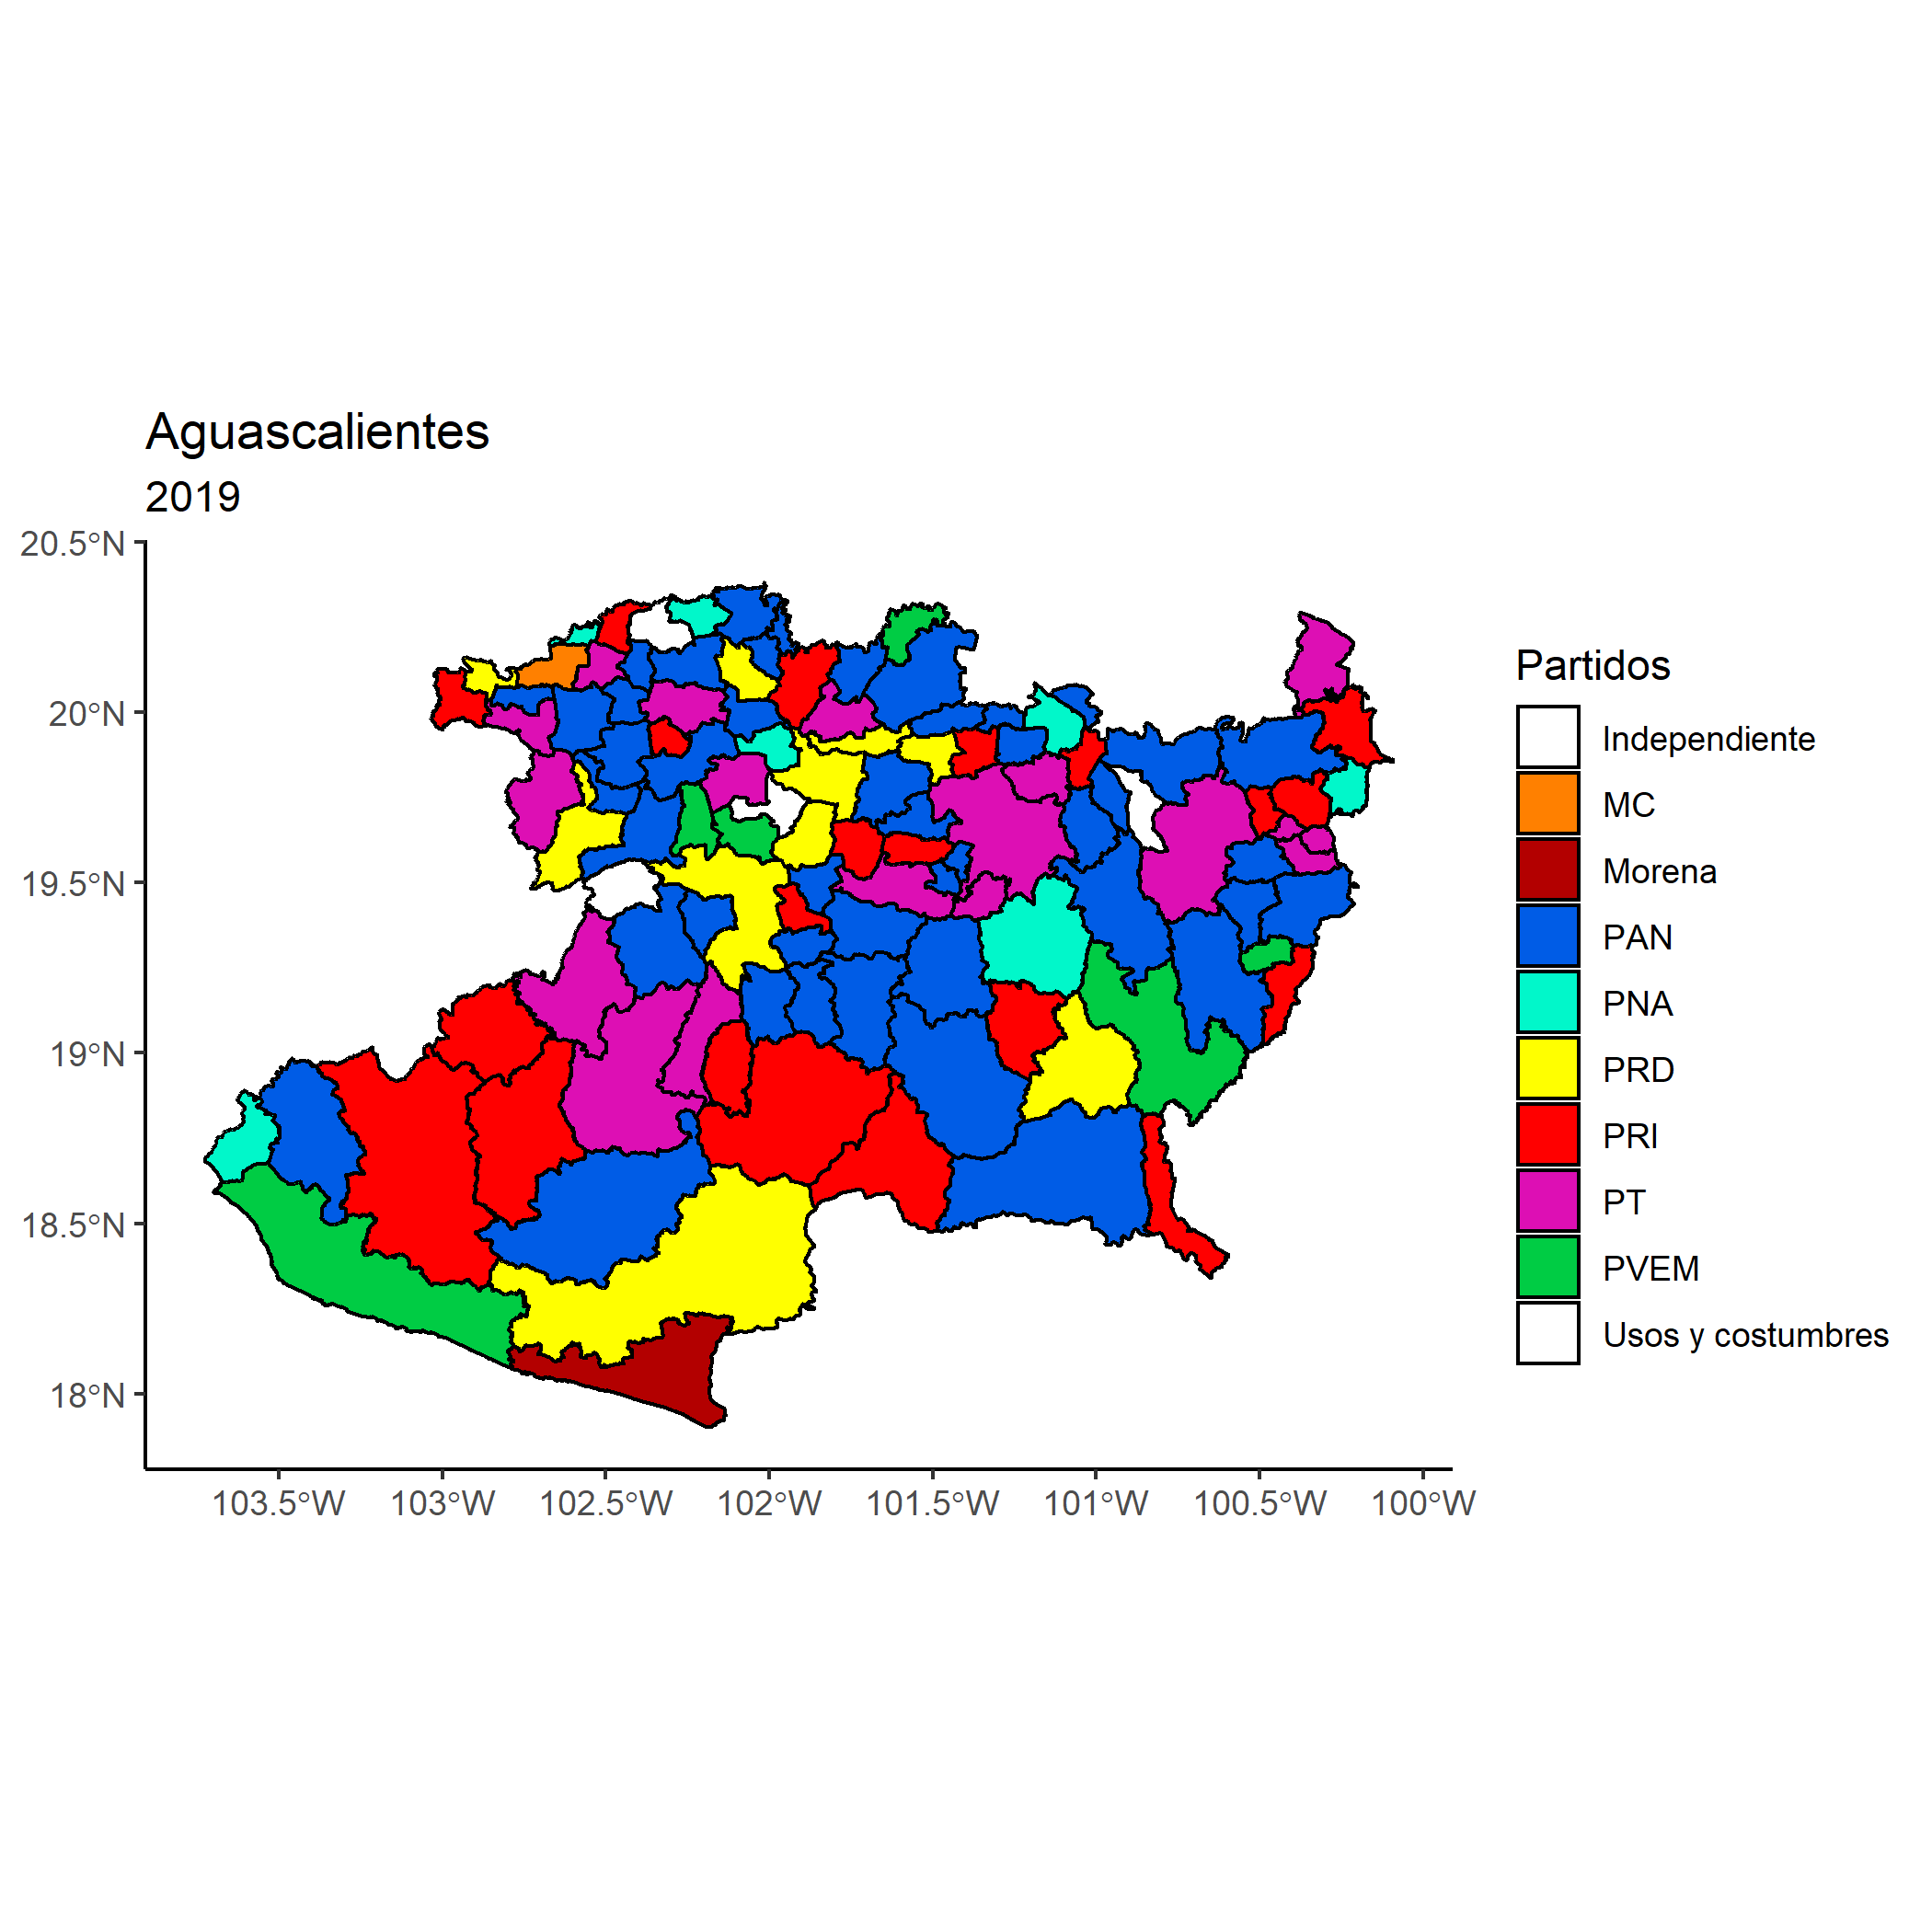 Aguascalientes
2019
20.5°N
20°N
19.5°N
19°N
18.5°N
18°N
103.5°W 103°W 102.5°W 102°W 101.5°W 101°W 100.5°W 100°W
Partidos
Independiente
MC
Morena
PAN
PNA
PRD
PRI
PT
PVEM
Usos y costumbres